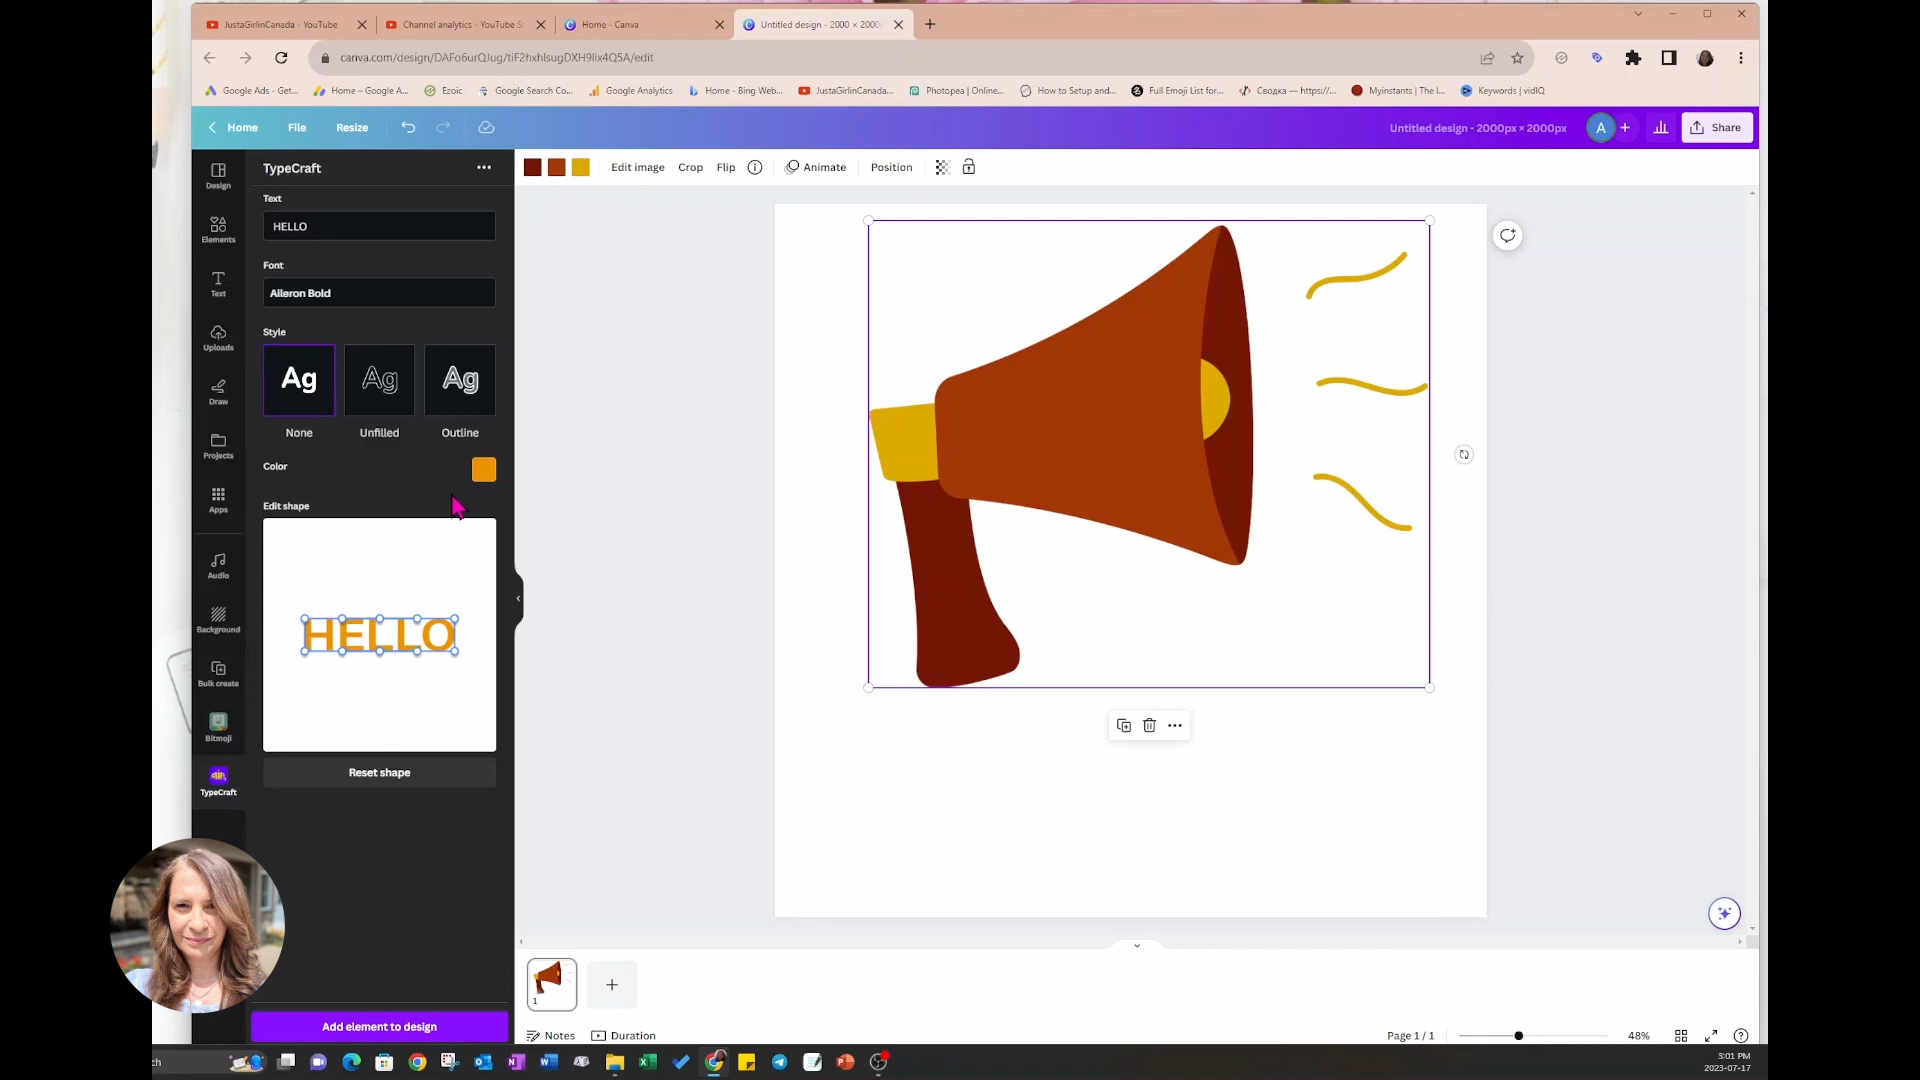 JustaGirlinCanada - YouTube
Channel analytics - YouTube S
Home - Canva
Untitled design - 2000 × 2000
canva.com/design/DAFo6urQJug/tiF2hxhlsugDXH9lix4Q5A/edit
Google Ads - Get...
Home – Google A...
Ezoic
Google Search Co...
Google Analytics
Home - Bing Web...
JustaGirlinCanada...
Photopea | Online...
How to Setup and...
Full Emoji List for...
Сводка — https://...
Myinstants | The l...
Keywords | vidIQ
Home
File
Resize
Untitled design - 2000px × 2000px
A
Share
Design
Elements
Text
Uploads
Draw
Projects
Apps
Audio
Background
Bulk create
Bitmoji
TypeCraft
TypeCraft
Text
HELLO
Font
Aileron Bold
Style
Ag
Ag
Ag
None
Unfilled
Outline
Color
Edit shape
HELLO
Reset shape
Add element to design
Edit image
Crop
Flip
Animate
Position
1
Notes
Duration
Page 1 / 1
48%
ch
3:01 PM
2023-07-17